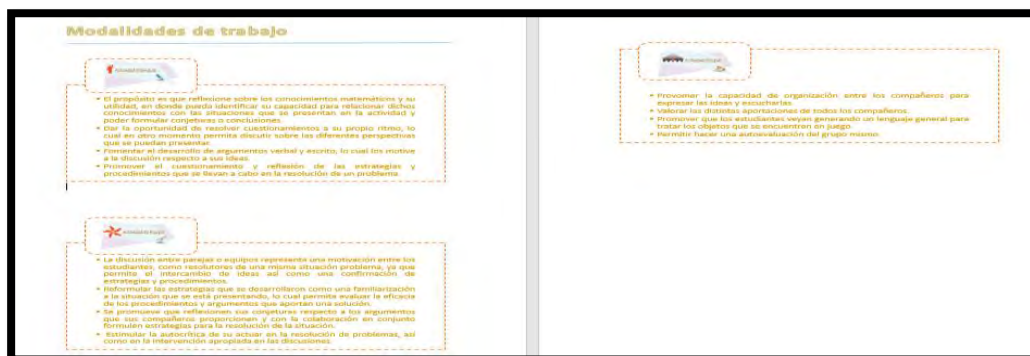 Modalidades de trabajo
• El propósito es que reflexione sobre los conocimientos matemáticos y su
utilidad, en donde pueda identificar su capacidad para relacionar dichos
conocimientos con las situaciones que se presentan en la actividad y
poder formular conjeturas o conclusiones.
• Dar la oportunidad de resolver cuestionamientos a su propio ritmo, lo
cual en otro momento permita discutir sobre las diferentes perspectivas
que se puedan presentar.
• Fomentar el desarrollo de argumentos verbal y escrito, lo cual los motive
a la discusión respecto a sus ideas.
• Promover el cuestionamiento y reflexión de las estrategias y
procedimientos que se llevan a cabo en la resolución de un problema.
• La discusión entre parejas o equipos representa una motivación entre los
estudiantes, como resolutores de una misma situación problema, ya que
permite el intercambio de ideas así como una confirmación de
estrategias y procedimientos.
• Reformular las estrategias que se desarrollaron como una familiarización
a la situación que se está presentando, lo cual permita evaluar la eficacia
de los procedimientos y argumentos que aportan una solución.
• Se promueve que reflexionen sus conjeturas respecto a los argumentos
que sus compañeros proporcionen y con la colaboración en conjunto
formulen estrategias para la resolución de la situación.
• Estimular la autocrítica de su actuar en la resolución de problemas, así
como en la intervención apropiada en las discusiones.
• Provomer la capacidad de organización entre los compañeros para
expresar las ideas y escucharlas.
• Valorar las distintas aportaciones de todos los compañeros.
• Promover que los estudiantes vayan generando un lenguaje general para
tratar los objetos que se encuentran en juego.
• Permitir hacer una autoevaluación del grupo mismo.